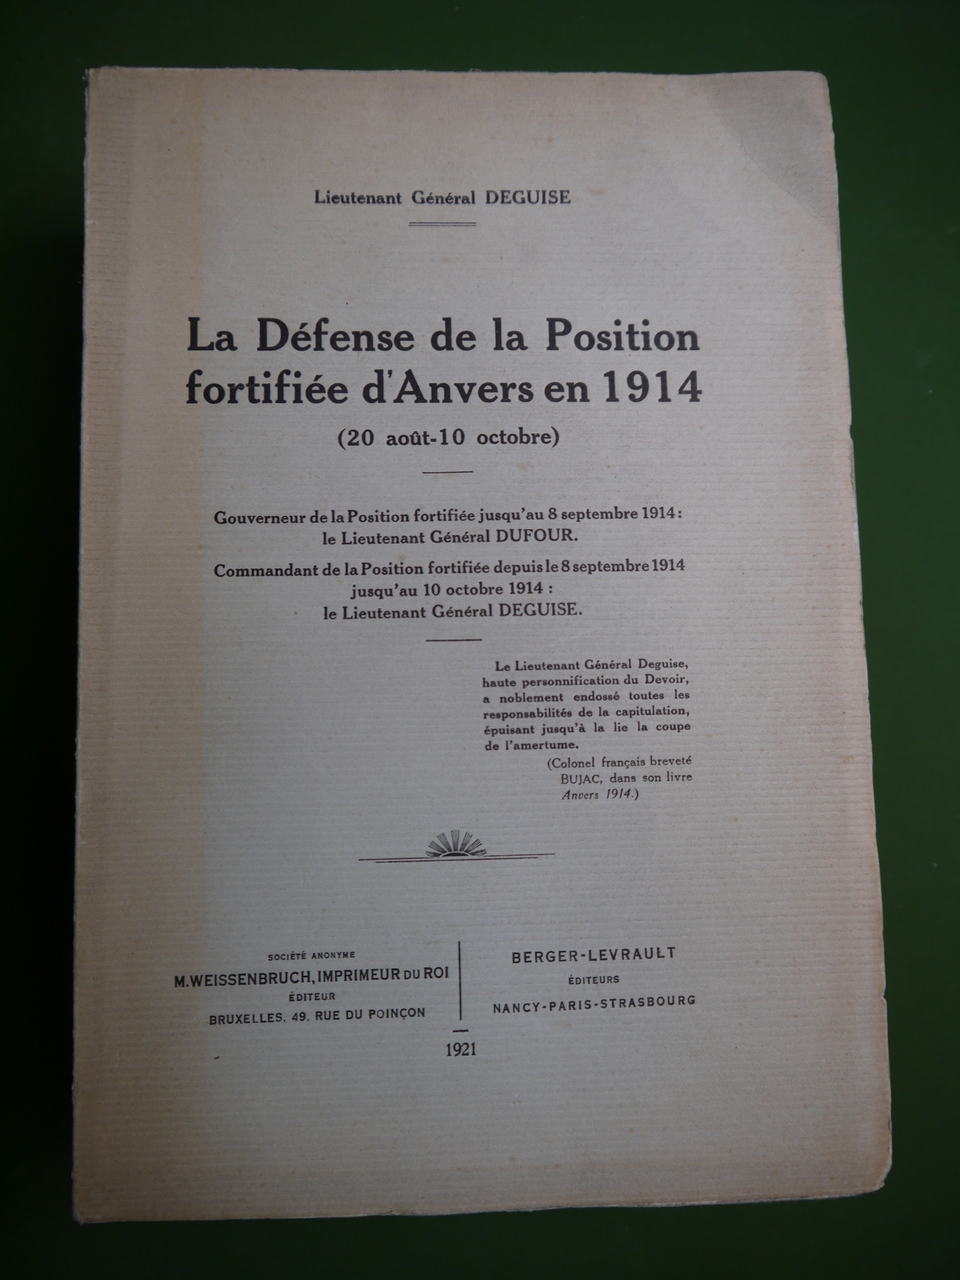 Lieutenant Général DEGUISE
La Défense de la Position
fortifiée d'Anvers en 1914
(20 août-10 octobre)
Gouverneur de la Position fortifiée jusqu'au 8 septembre 1914 :
le Lieutenant Général DUFOUR.
Commandant de la Position fortifiée depuis le 8 septembre 1914
jusqu'au 10 octobre 1914 :
le Lieutenant Général DEGUISE.
Le Lieutenant Général Deguise,
haute personnification du Devoir,
a noblement endossé toutes les
responsabilités de la capitulation,
épuisant jusqu'à la lie la coupe
de l'amertume.
(Colonel français breveté
BUJAC, dans son livre
Anvers 1914.)
SOCIÉTÉ ANONYME
M. WEISSENBRUCH, IMPRIMEUR DU ROI
ÉDITEUR
BRUXELLES. 49. RUE DU POINÇON
BERGER-LEVRAULT
ÉDITEURS
NANCY-PARIS-STRASBOURG
1921